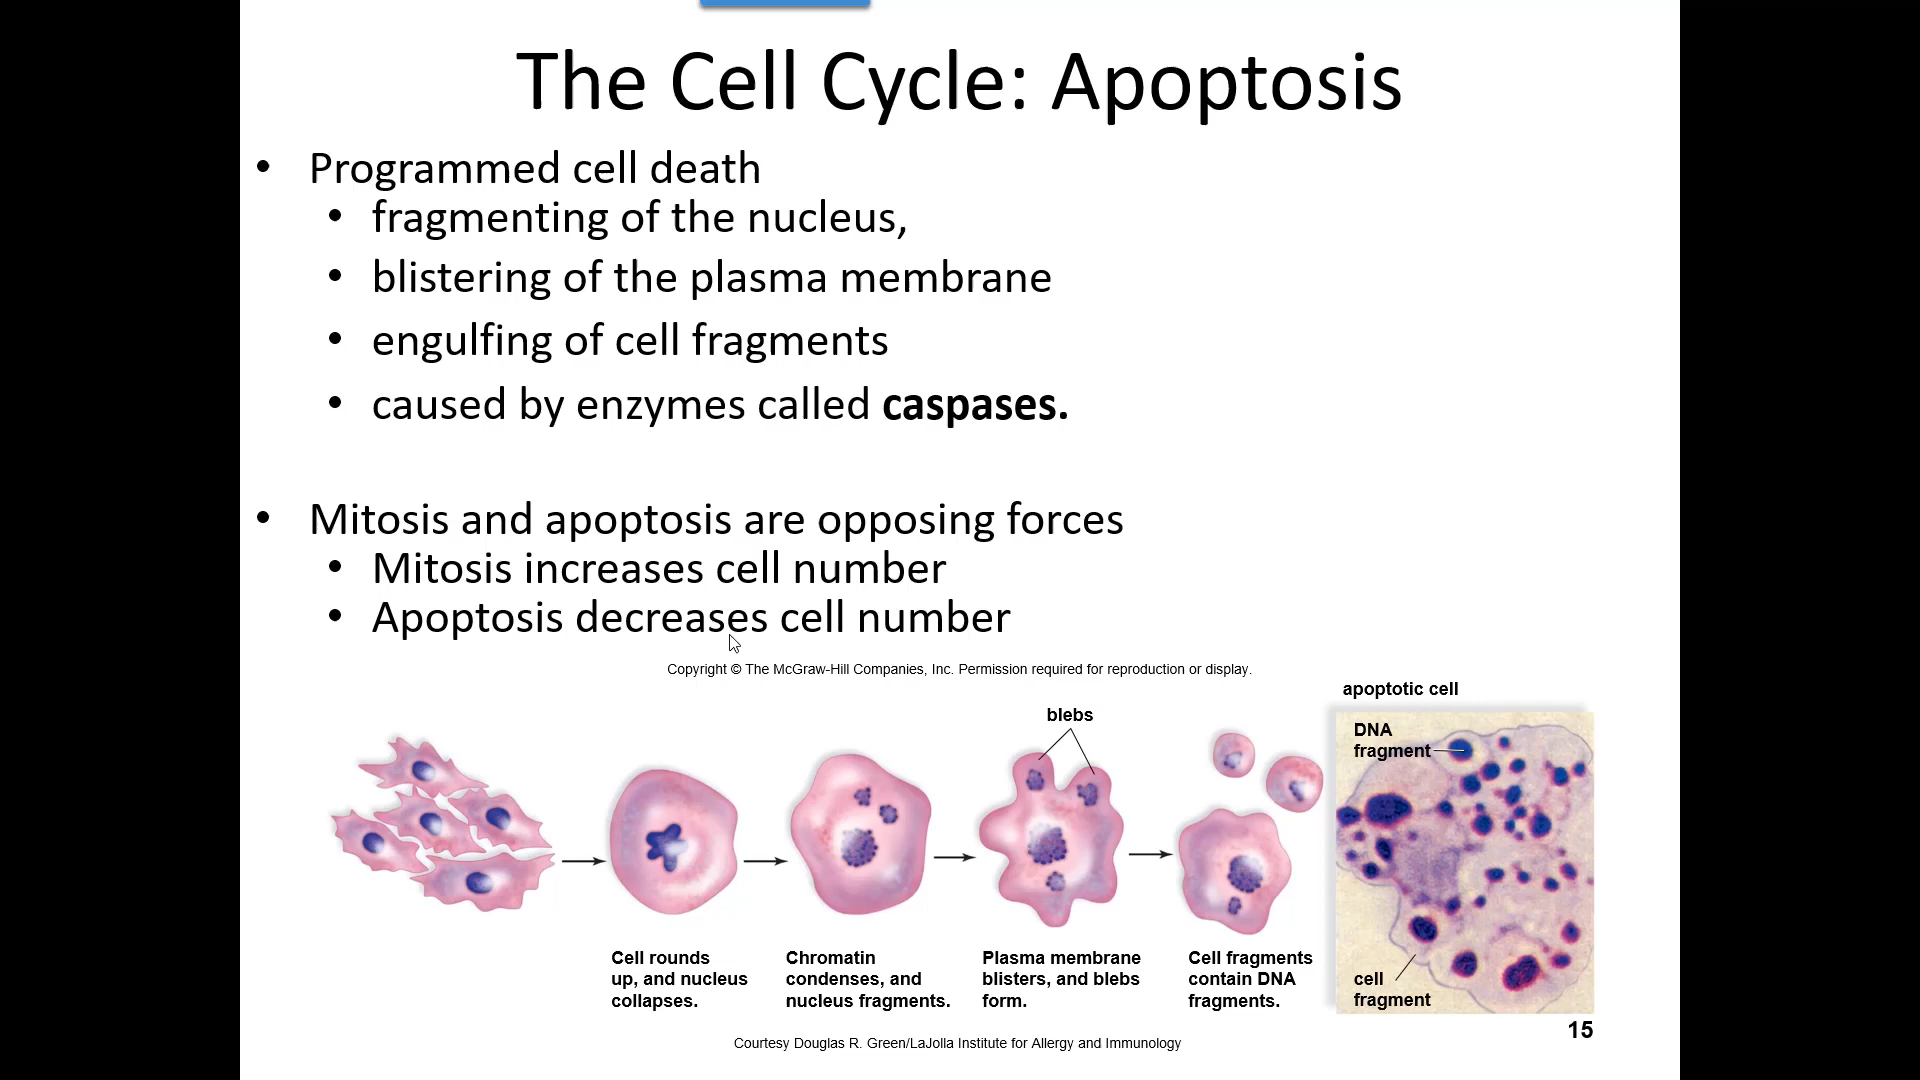 The Cell Cycle: Apoptosis
• Programmed cell death
• fragmenting of the nucleus,
• blistering of the plasma membrane
• engulfing of cell fragments
• caused by enzymes called caspases.
• Mitosis and apoptosis are opposing forces
• Mitosis increases cell number
• Apoptosis decreases cell number
Copyright © The McGraw-Hill Companies, Inc. Permission required for reproduction or display.
apoptotic cell
blebs
DNA
fragment
Cell rounds
up, and nucleus
collapses.
Chromatin
condenses, and
nucleus fragments.
Plasma membrane
blisters, and blebs
form.
Cell fragments
contain DNA
fragments.
cell
fragment
15
Courtesy Douglas R. Green/LaJolla Institute for Allergy and Immunology